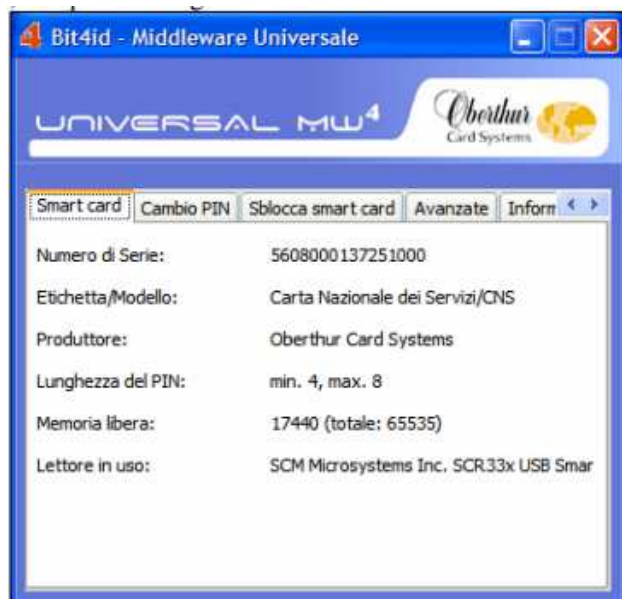 Bit4id - Middleware Universale
UNIVERSAL MW4
Oberthur
Card Systems
Smart card Cambio PIN Sblocca smart card Avanzate Inform
Numero di Serie: 5608000137251000
Etichetta/Modello: Carta Nazionale dei Servizi/CNS
Produttore: Oberthur Card Systems
Lunghezza del PIN: min. 4, max. 8
Memoria libera: 17440 (totale: 65535)
Lettore in uso: SCM Microsystems Inc. SCR33x USB Smar